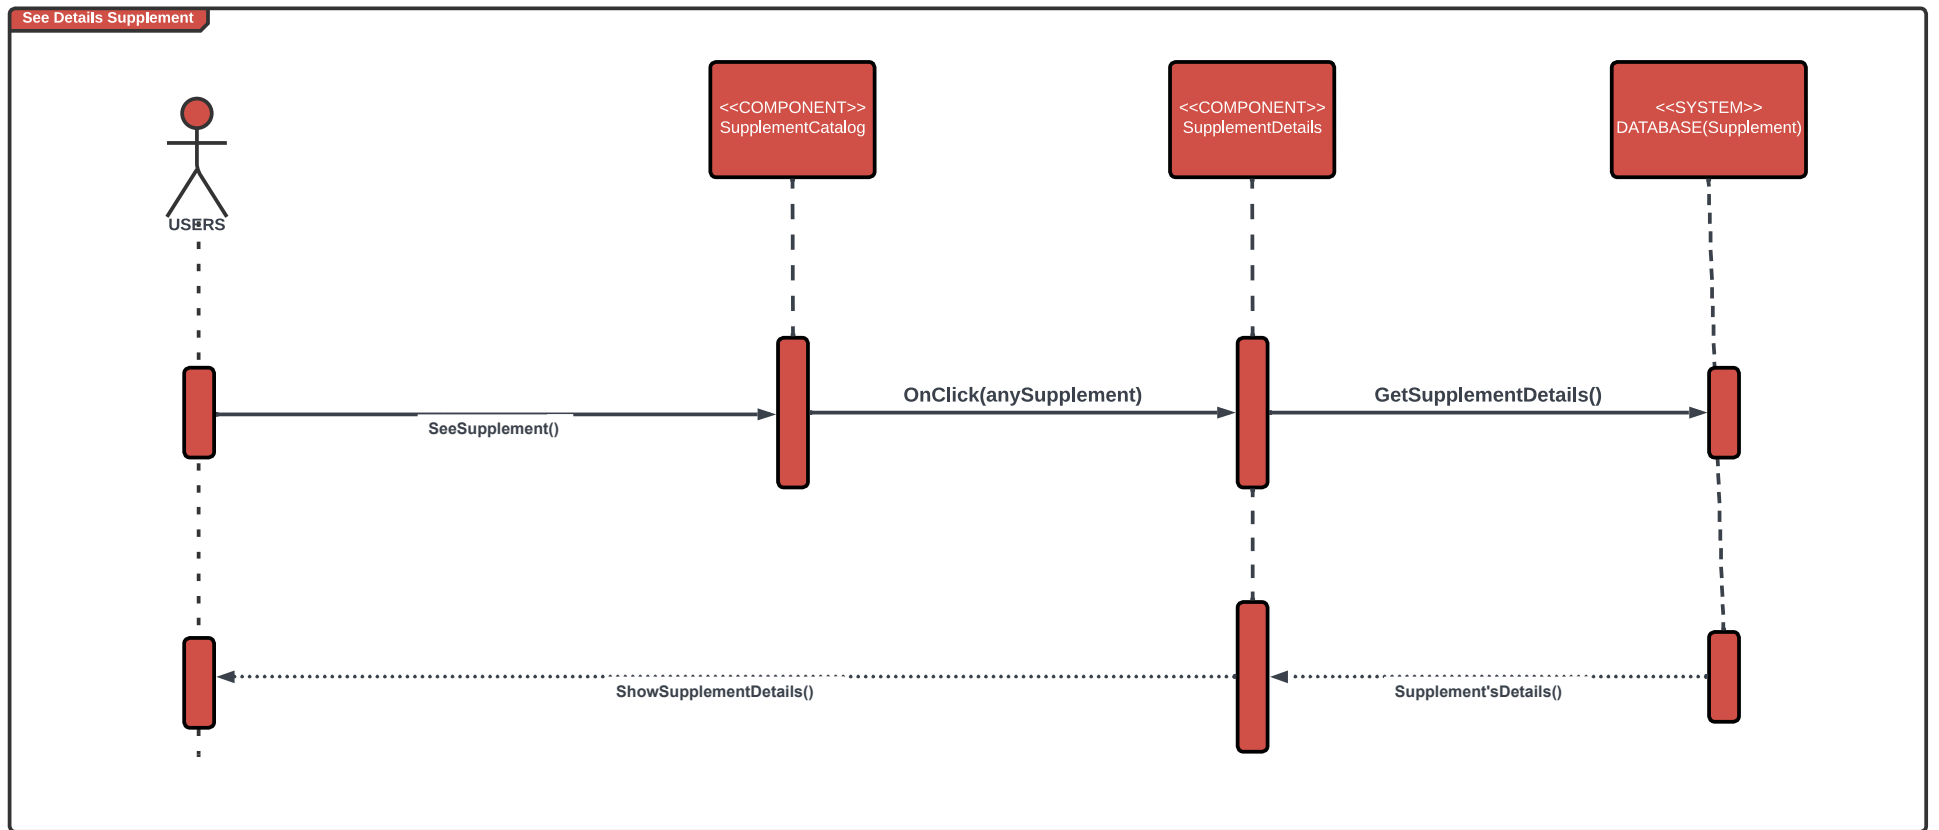 See Details Supplement
<<COMPONENT>>
SupplementCatalog
<<COMPONENT>>
SupplementDetails
<<SYSTEM>>
DATABASE(Supplement)
USERS
OnClick(anySupplement)
GetSupplementDetails()
SeeSupplement()
ShowSupplementDetails()
Supplement'sDetails()